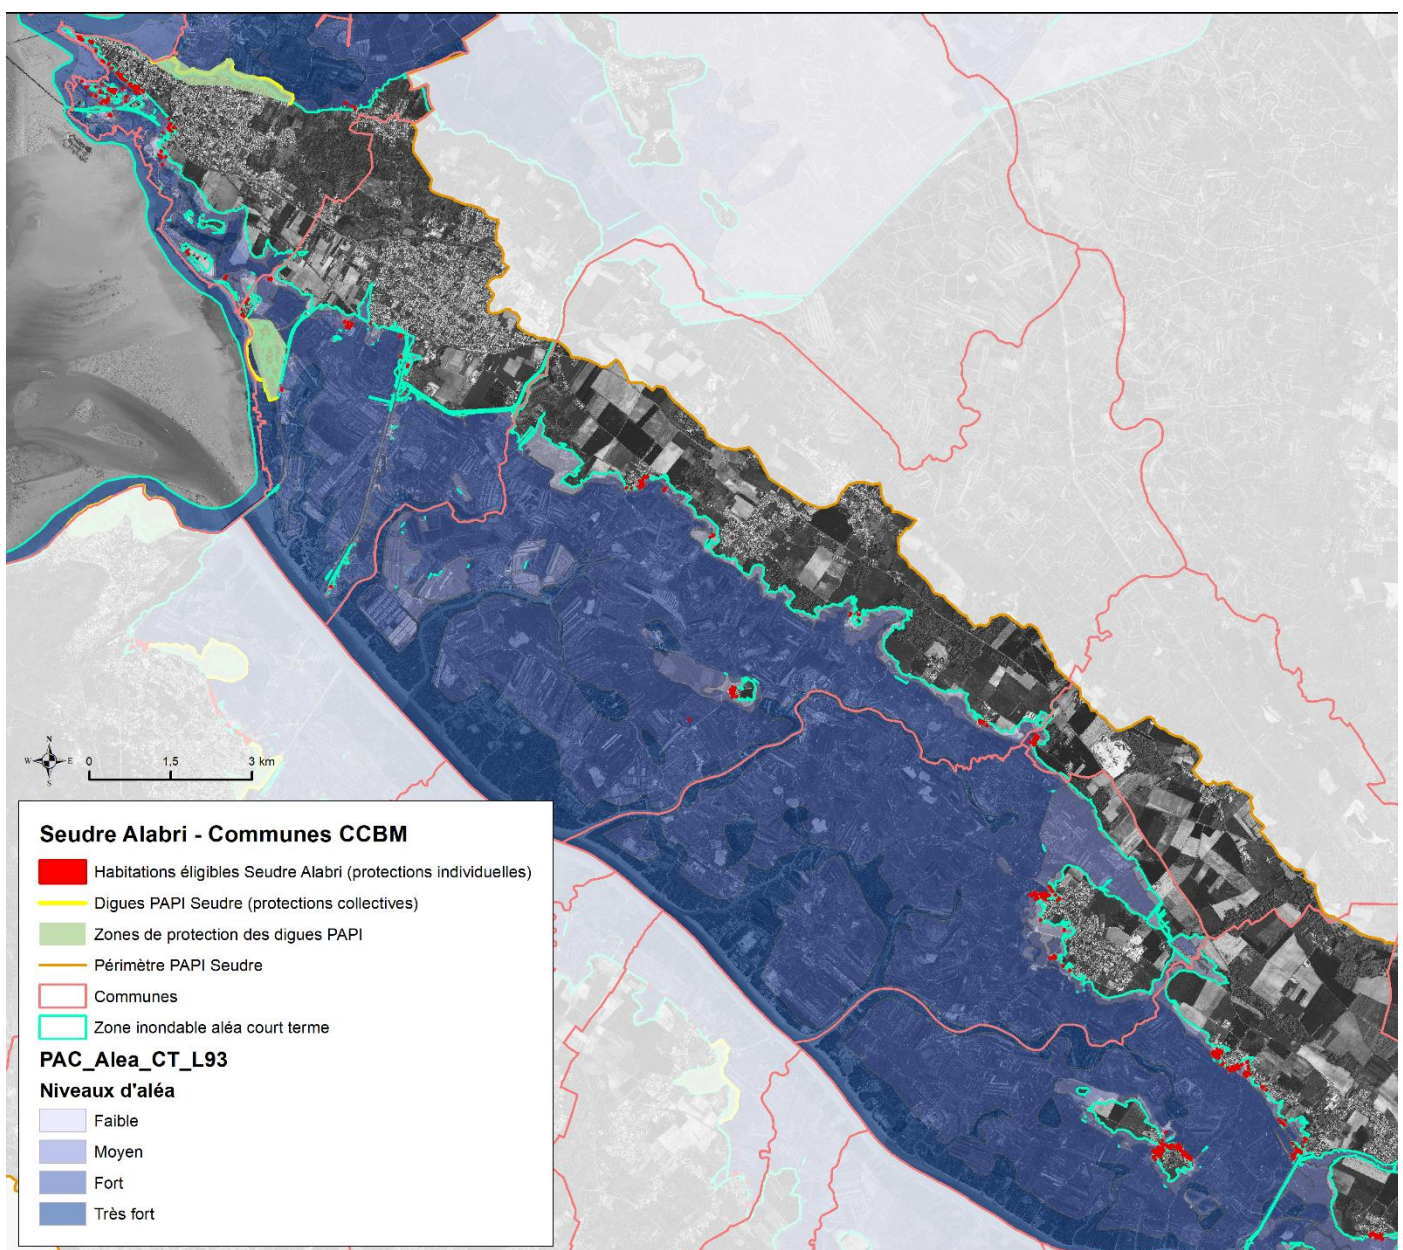 N
W
E
S
0
1,5
3 km
Seudre Alabri - Communes CCBM
Habitations éligibles Seudre Alabri (protections individuelles)
Digues PAPI Seudre (protections collectives)
Zones de protection des digues PAPI
Périmètre PAPI Seudre
Communes
Zone inondable aléa court terme
PAC_Alea_CT_L93
Niveaux d'aléa
Faible
Moyen
Fort
Très fort